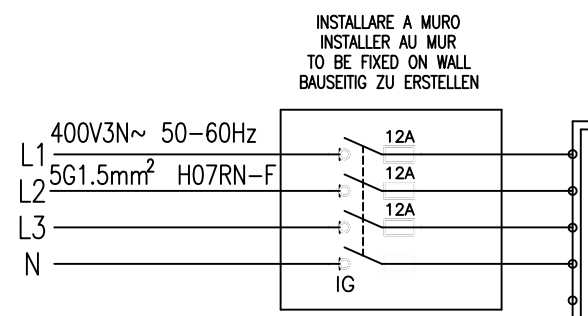 INSTALLARE A MURO
INSTALLER AU MUR
TO BE FIXED ON WALL
BAUSEITIG ZU ERSTELLEN
400V3N~ 50-60Hz
12A
L1
5G1.5mm² H07RN-F
12A
L2
12A
L3
N
IG